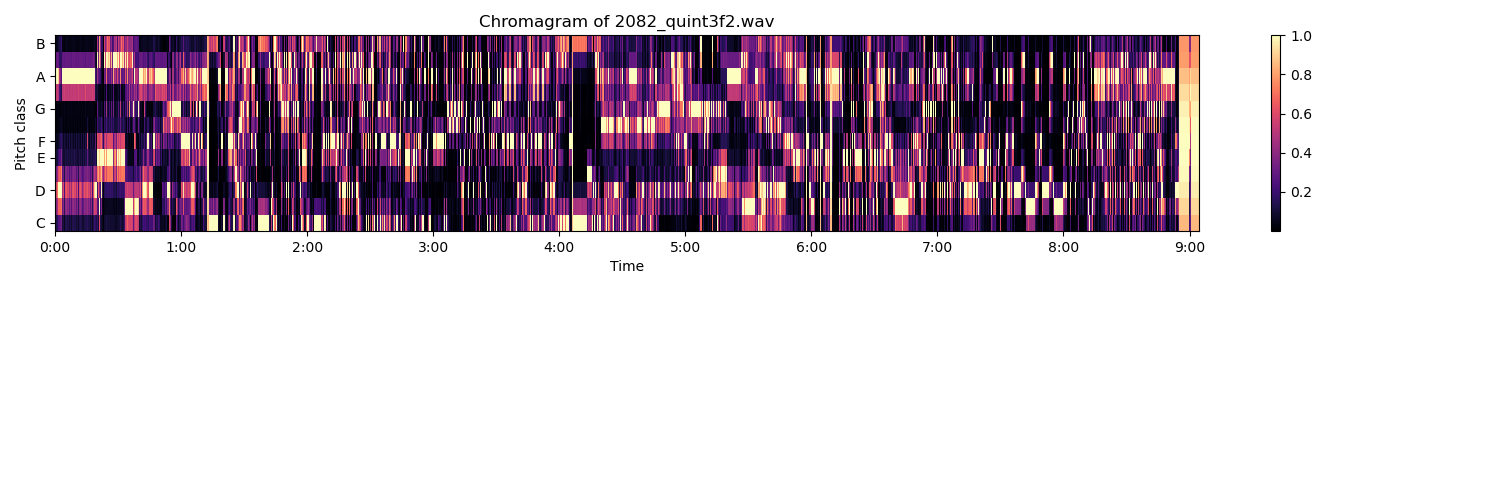 Chromagram of 2082_quint3f2.wav
B
A
G
F
E
D
C
Pitch class
0:00 1:00 2:00 3:00 4:00 5:00 6:00 7:00 8:00 9:00
Time
1.0
0.8
0.6
0.4
0.2